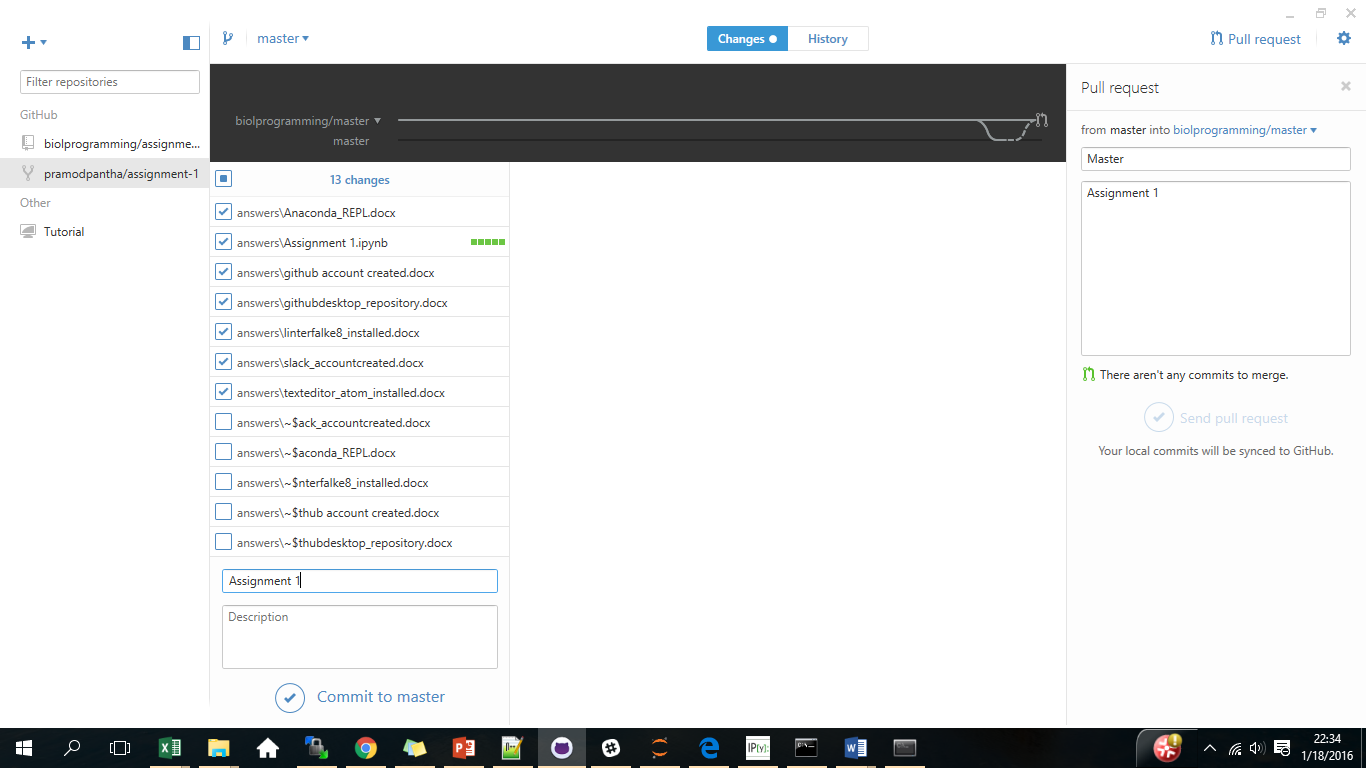 master
Changes
History
Pull request
Filter repositories
GitHub
biolprogramming/assignme...
pramodpantha/assignment-1
Other
Tutorial
biolprogramming/master
master
13 changes
answers\Anaconda_REPL.docx
answers\Assignment 1.ipynb
answers\github account created.docx
answers\githubdesktop_repository.docx
answers\linterfalke8_installed.docx
answers\slack_accountcreated.docx
answers\texteditor_atom_installed.docx
answers\~$ack_accountcreated.docx
answers\~$aconda_REPL.docx
answers\~$nterfalke8_installed.docx
answers\~$thub account created.docx
answers\~$thubdesktop_repository.docx
Assignment 1
Description
Commit to master
Pull request
from master into biolprogramming/master
Master
Assignment 1
There aren't any commits to merge.
Send pull request
Your local commits will be synced to GitHub.
IP[y]:
22:34
1/18/2016